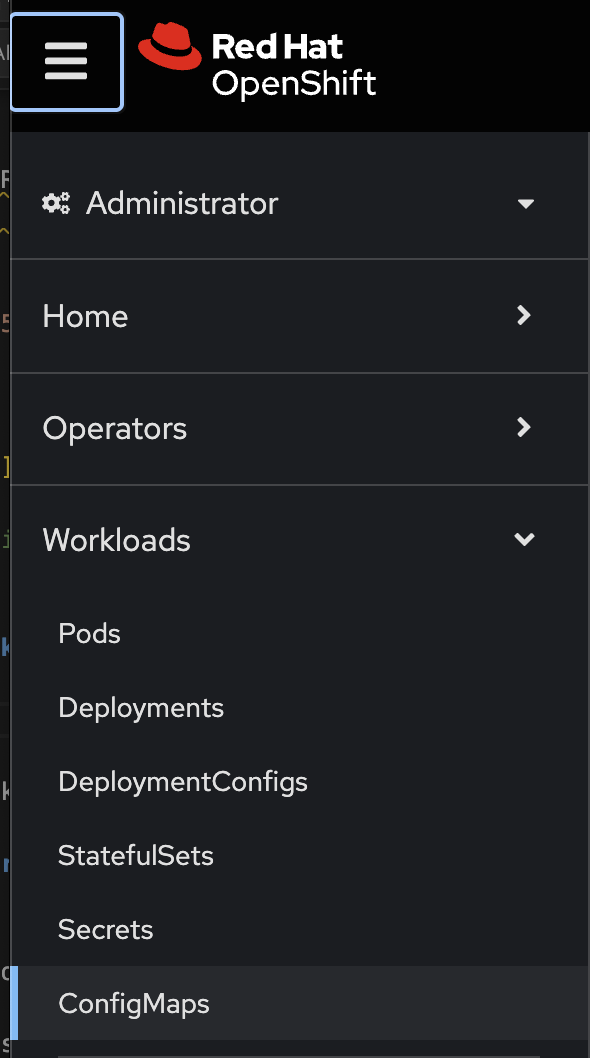 Red Hat
OpenShift
Administrator
Home
Operators
Workloads
Pods
Deployments
DeploymentConfigs
StatefulSets
Secrets
ConfigMaps